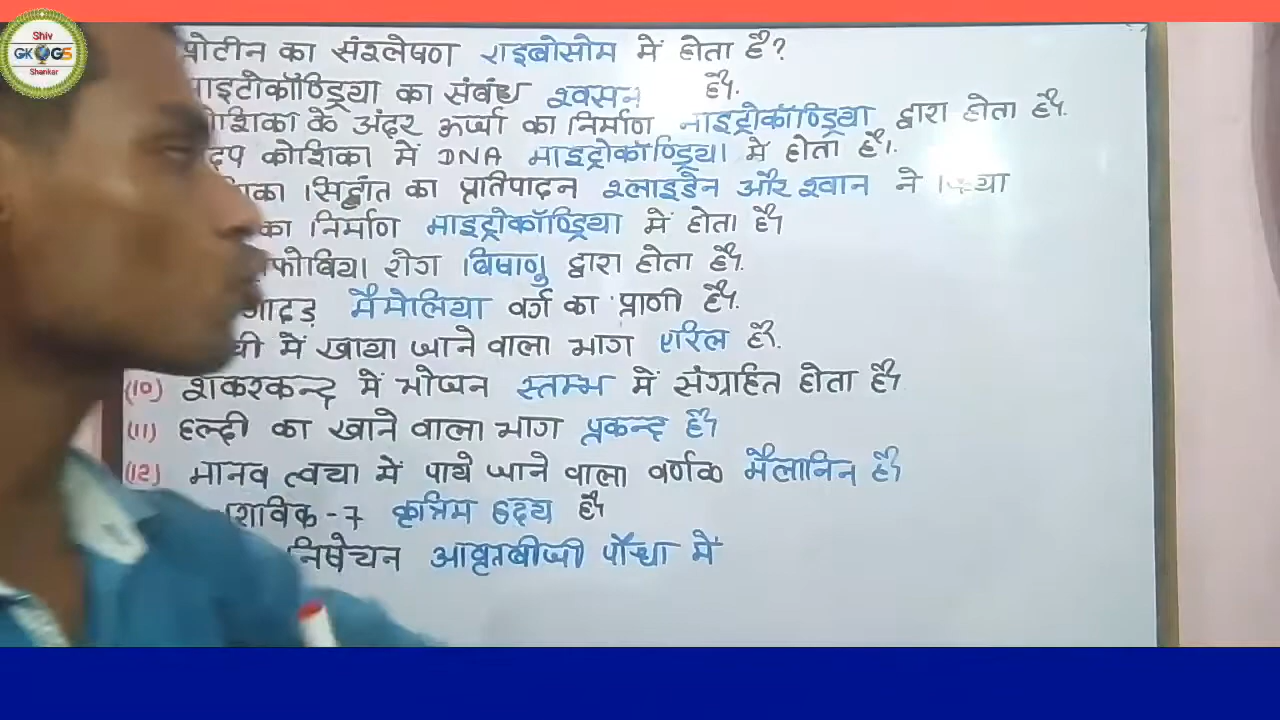 Shiv
GK GS
Shankar
प्रोटीन का संश्लेषण राइबोसोम में होता है?
माइटोकॉण्ड्रिया का संबंध श्वसन है।
के अंदर ऊर्जा का निर्माण माइट्रोकॉण्ड्रिया द्वारा होता है।
कोशिका में DNA माइट्रोकॉण्ड्रिया में होता है।
सिद्धांत का प्रतिपादन श्लाइडेन और श्वान ने किया
का निर्माण माइट्रोकॉण्ड्रिया में होता है।
रोग बिषाणु द्वारा होता है।
मैमेलिया वर्ग का प्राणी है।
में खाया जाने वाला भाग एरिल है।
(10) शकरकन्द में भोजन स्तम्भ में संग्रहित होता है।
(11) हल्दी का खाने वाला भाग प्रकन्द है।
(12) मानव त्वचा में पाये जाने वाला वर्णक मैलानिन है।
-7 कृत्रिम हृदय है।
निषेचन आवृतबीजी पौधा में